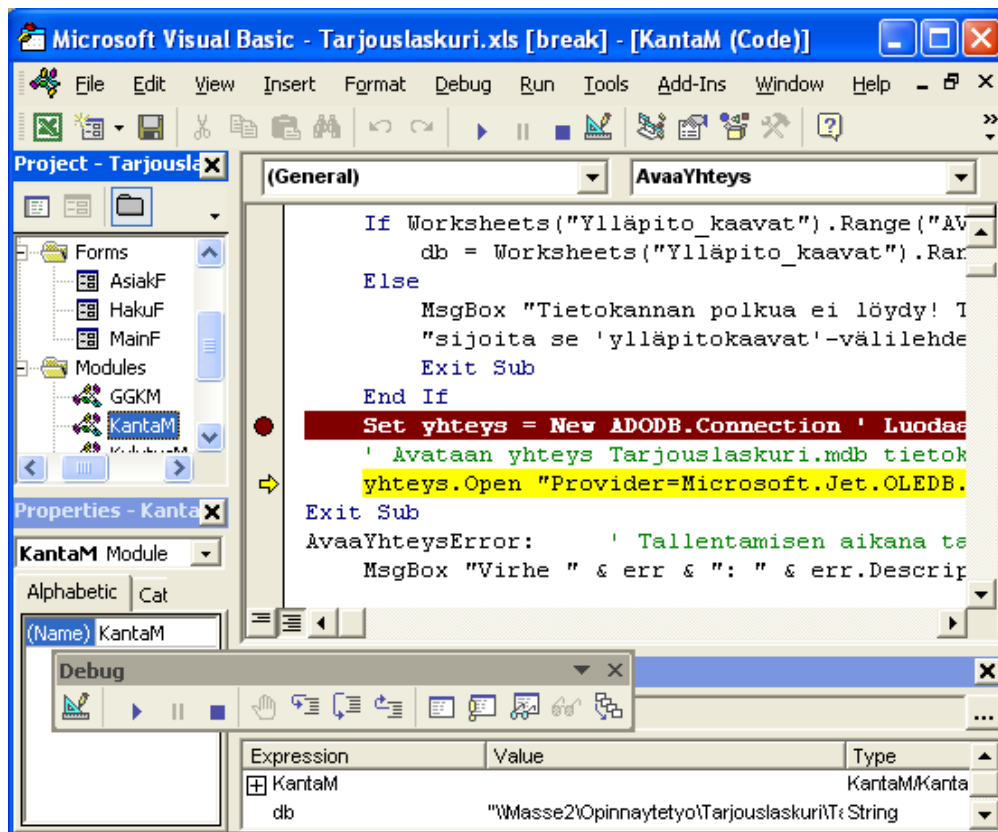 Microsoft Visual Basic - Tarjouslaskuri.xls [break] - [KantaM (Code)]
File Edit View Insert Format Debug Run Tools Add-Ins Window Help
Project - Tarjousla
(General)
AvaaYhteys
Forms
AsiakF
HakuF
MainF
Modules
GGKM
KantaM
If Worksheets("Ylläpito_kaavat").Range("AV
db = Worksheets("Ylläpito_kaavat").Ran
Else
MsgBox "Tietokannan polkua ei löydy! T
"sijoita se 'ylläpitokaavat'-välilehde
Exit Sub
End If
Set yhteys = New ADODB.Connection ' Luodaa
' Avataan yhteys Tarjouslaskuri.mdb tietok
yhteys.Open "Provider=Microsoft.Jet.OLEDB.
Exit Sub
AvaaYhteysError: ' Tallentamisen aikana ta
MsgBox "Virhe " & err & ": " & err.Descrip
Properties - Kanta
KantaM Module
Alphabetic Cat
(Name) KantaM
Debug
...
Expression Value Type
KantaM KantaM/Kanta
db "\\Masse2\Opinnaytetyo\Tarjouslaskuri\Ta String